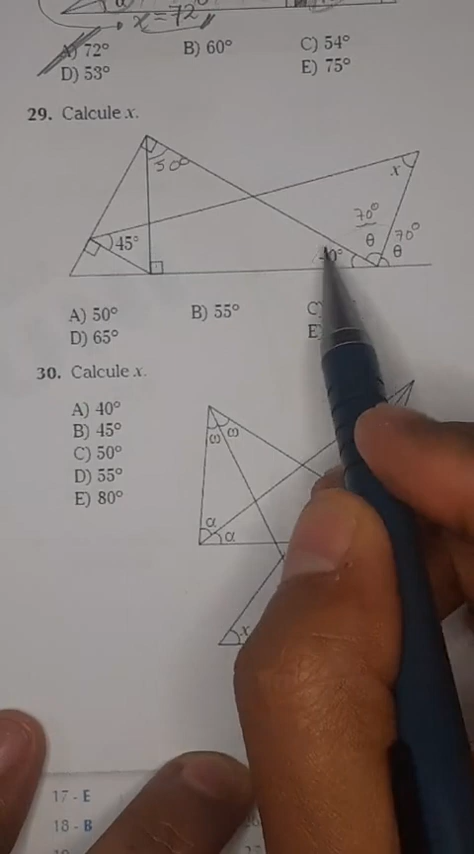 x = 72°
A) 72° B) 60° C) 54°
D) 53° E) 75°
29. Calcule x.
50°
x
45°
70°
θ
70°
θ
A) 50° B) 55° C)
D) 65° E)
30. Calcule x.
A) 40°
B) 45°
C) 50°
D) 55°
E) 80°
ω ω
α
α
x
17 - E
18 - B